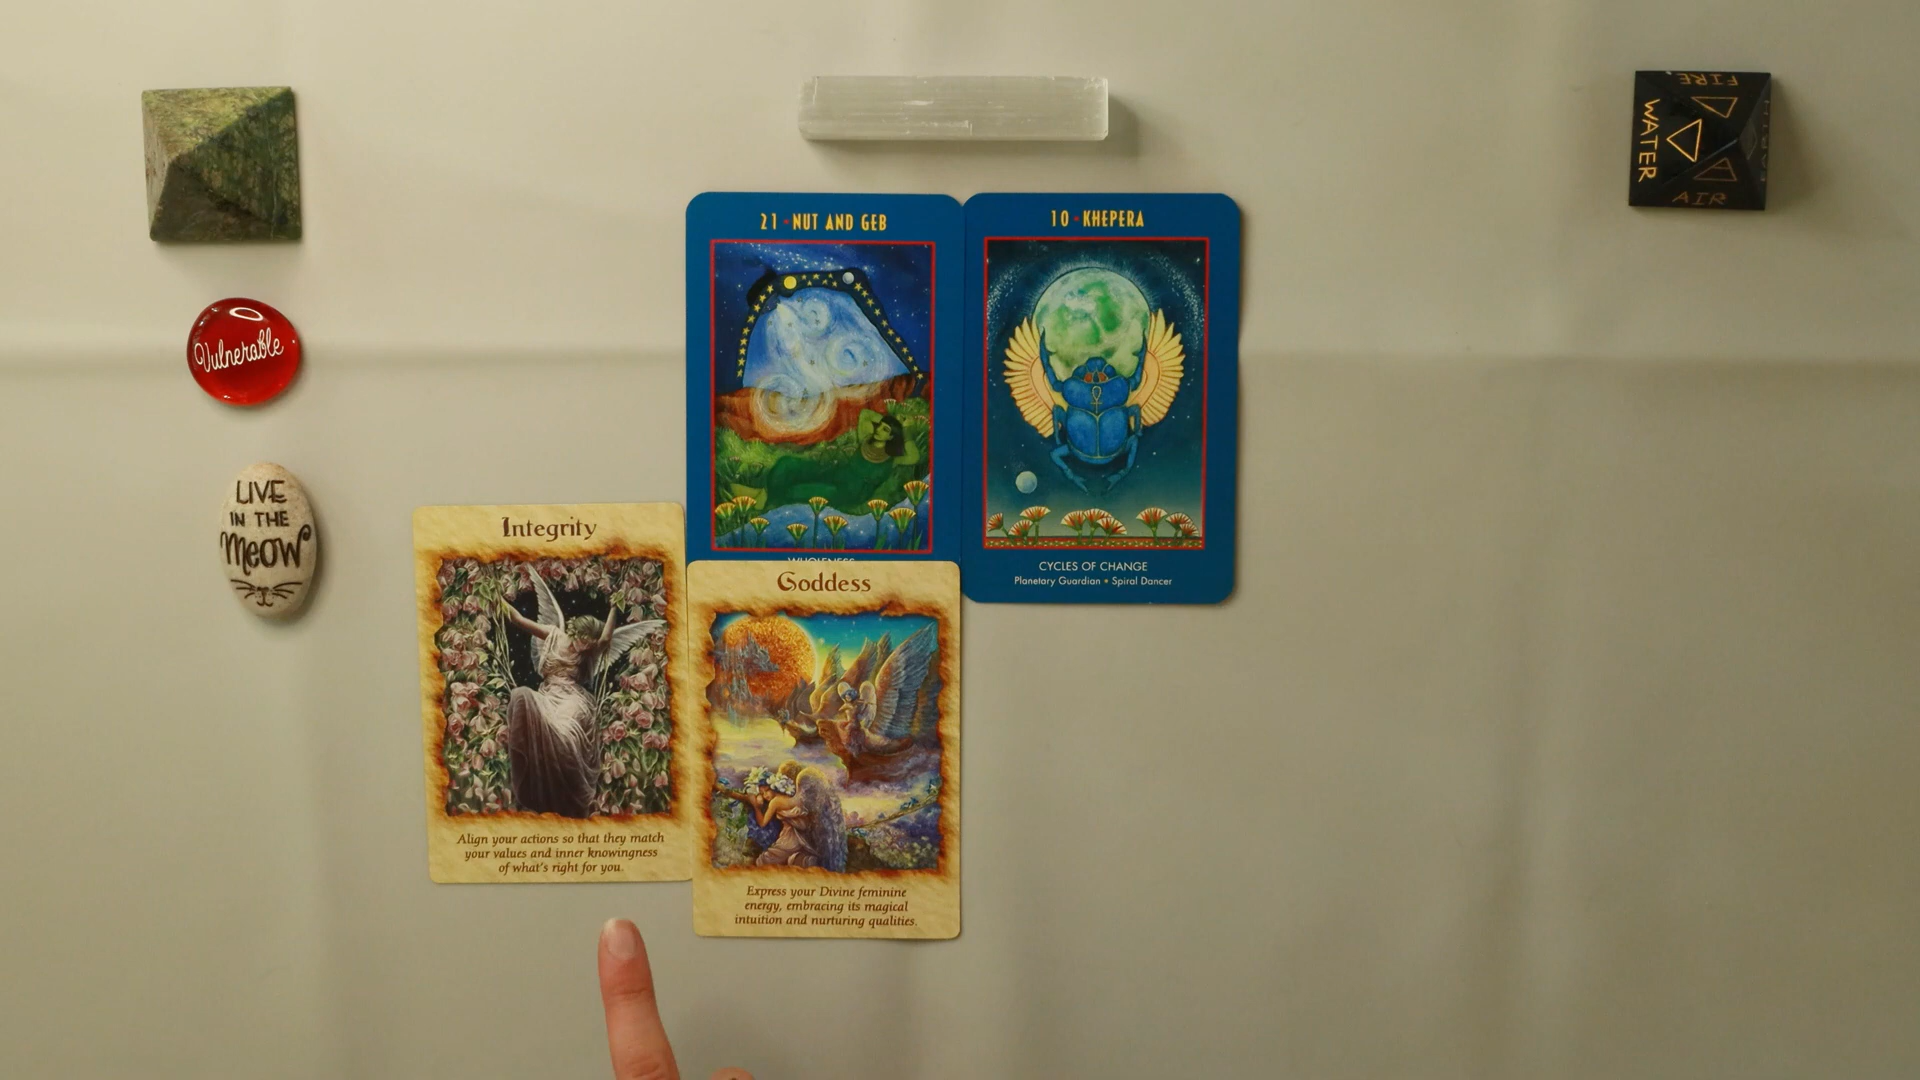 FIRE
WATER
EARTH
AIR
Vulnerable
LIVE
IN THE
Meow
21 • NUT AND GEB
WHOLENESS
10 • KHEPERA
CYCLES OF CHANGE
Planetary Guardian • Spiral Dancer
Integrity
Align your actions so that they match
your values and inner knowingness
of what's right for you.
Goddess
Express your Divine feminine
energy, embracing its magical
intuition and nurturing qualities.